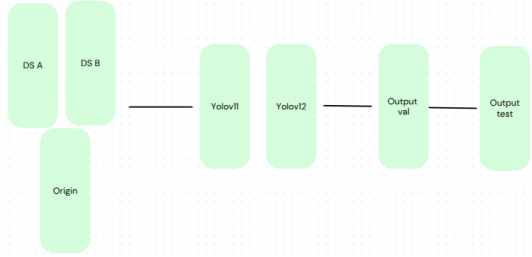 DS A
DS B
Origin
Yolov11
Yolov12
Output
val
Output
test